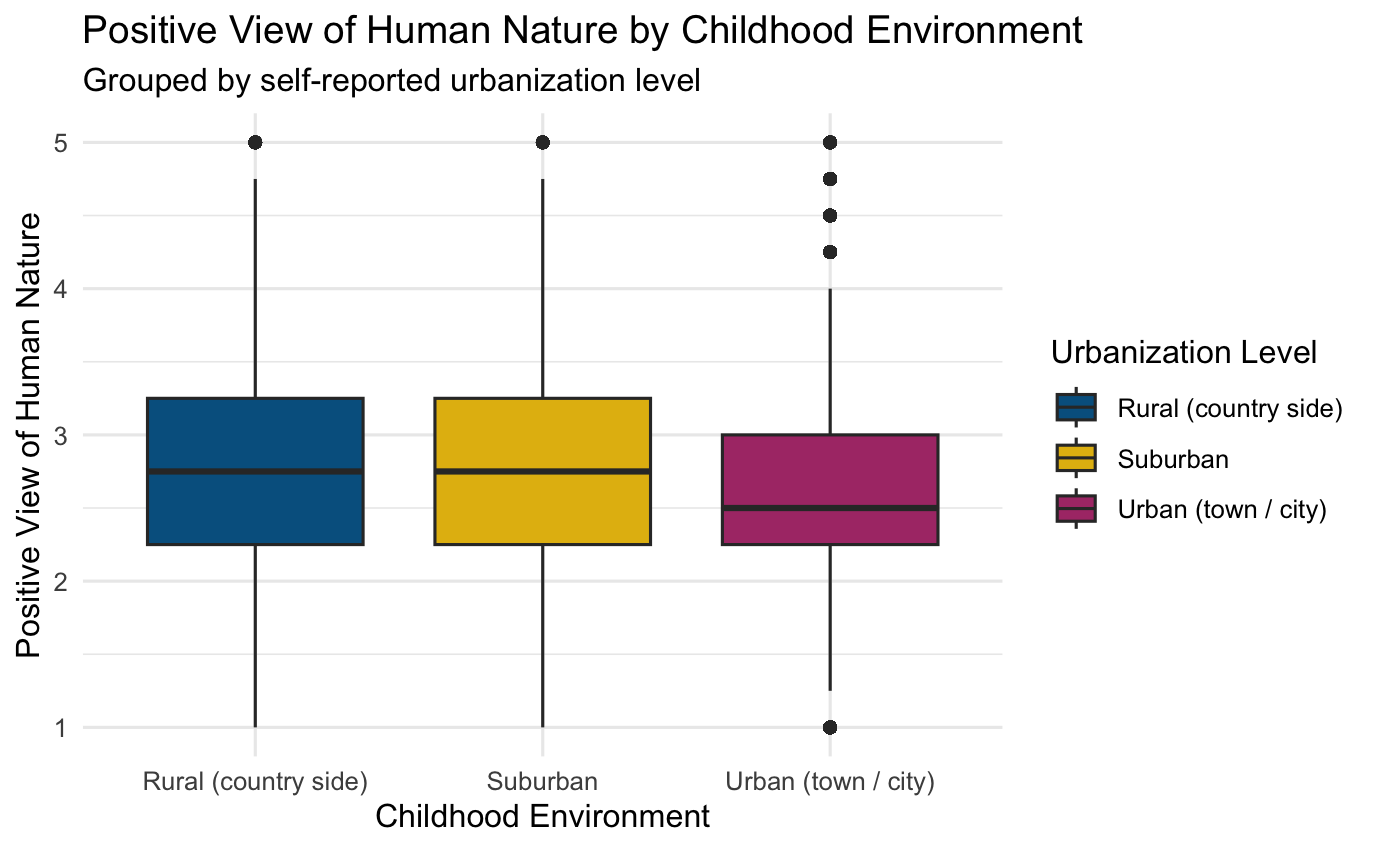 Positive View of Human Nature by Childhood Environment
Grouped by self-reported urbanization level
Positive View of Human Nature
5
4
3
2
1
Rural (country side)
Suburban
Urban (town / city)
Childhood Environment
Urbanization Level
Rural (country side)
Suburban
Urban (town / city)